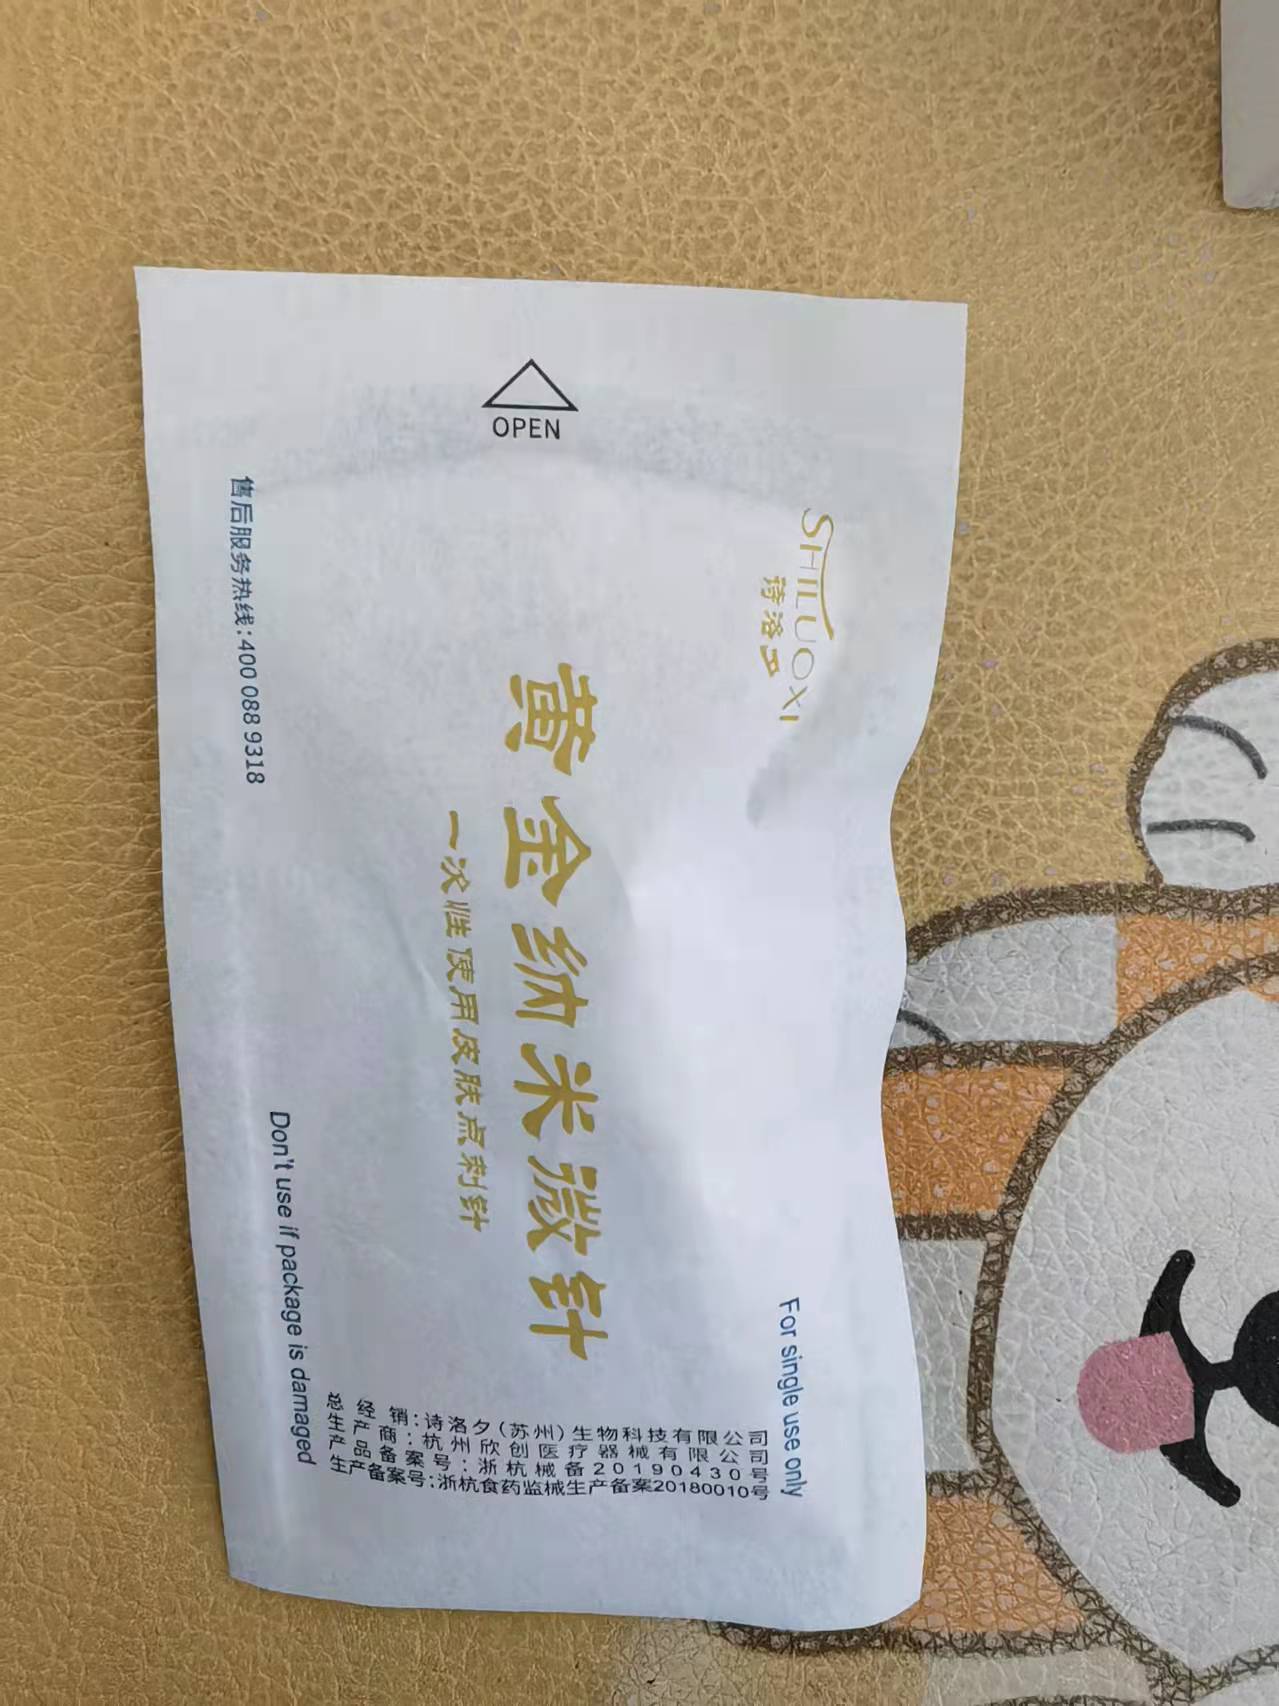 OPEN
SHILUOXI
诗洛夕
黄金纳米微针
一次性使用皮肤点刺针
售后服务热线:400 088 9318
For single use only
Don't use if package is damaged
总经销:诗洛夕(苏州)生物科技有限公司
生产商:杭州欣创医疗器械有限公司
产品备案号:浙杭械备20190430号
生产备案号:浙杭食药监械生产备案20180010号